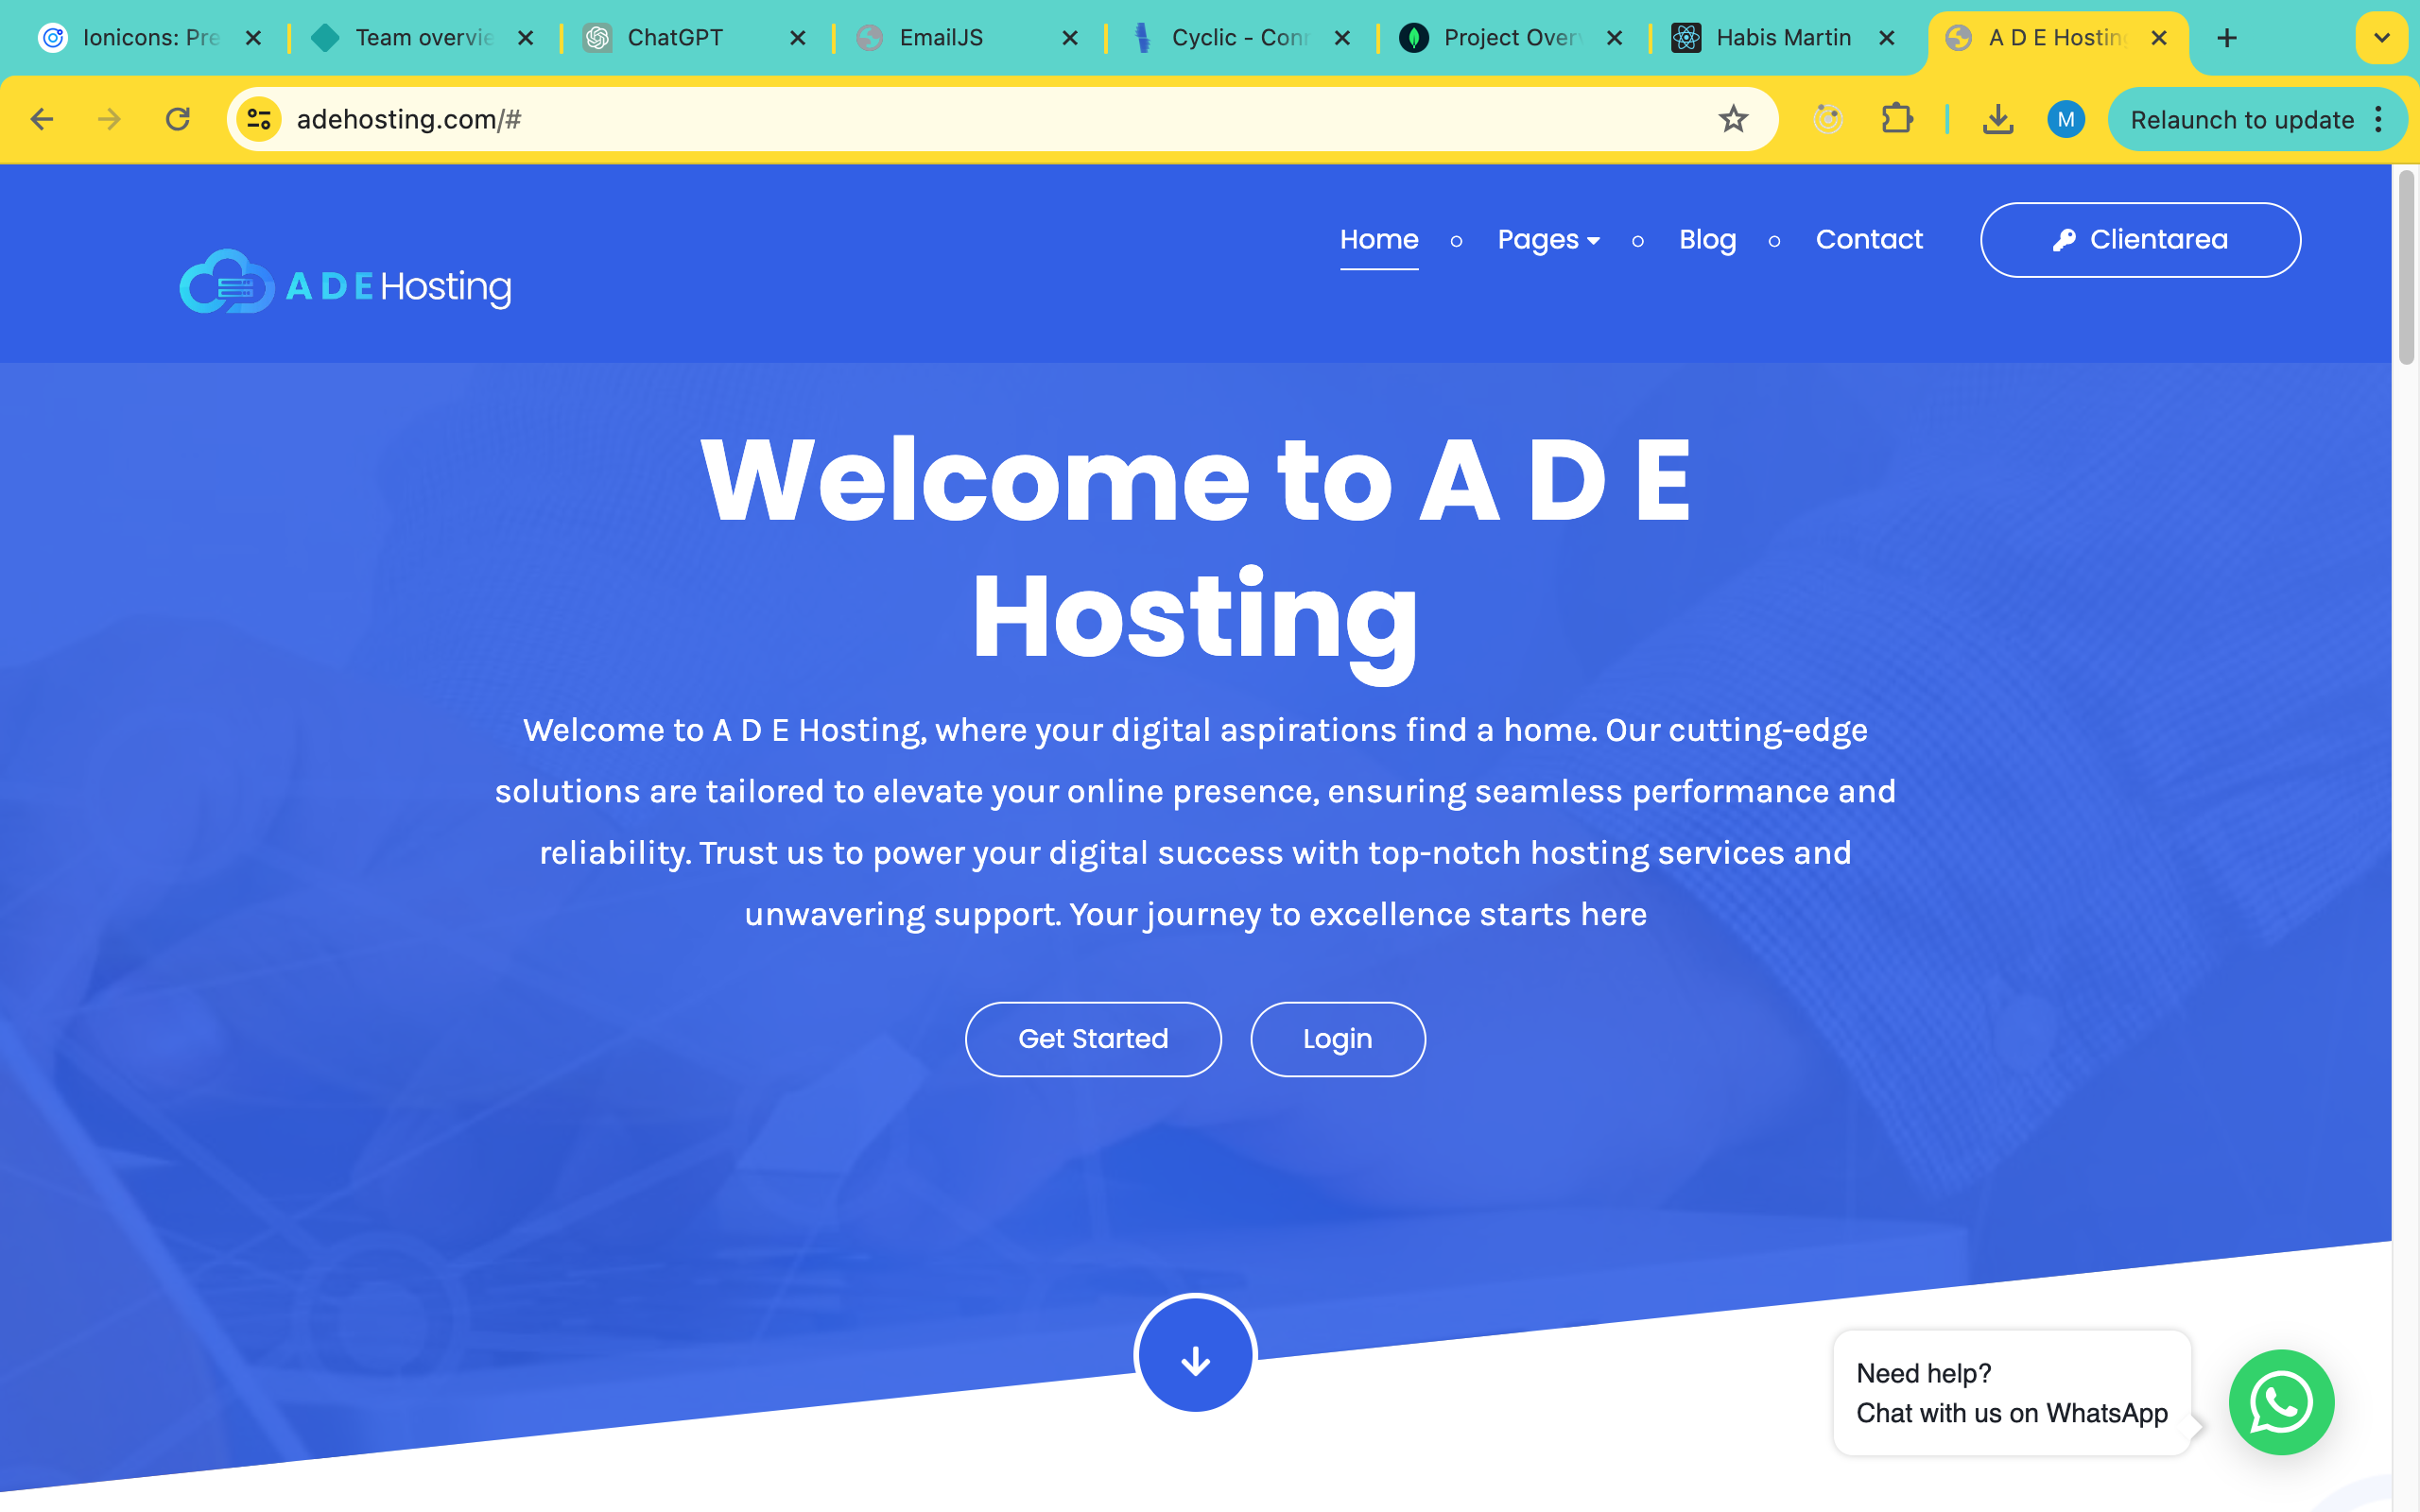 Ionicons: Pre
Team overvie
ChatGPT
EmailJS
Cyclic - Conn
Project Over
Habis Martin
A D E Hosting
adehosting.com/#
M
Relaunch to update
Home
Pages
Blog
Contact
Clientarea
A D E Hosting
Welcome to A D E
Hosting
Welcome to A D E Hosting, where your digital aspirations find a home. Our cutting-edge
solutions are tailored to elevate your online presence, ensuring seamless performance and
reliability. Trust us to power your digital success with top-notch hosting services and
unwavering support. Your journey to excellence starts here
Get Started
Login
Need help?
Chat with us on WhatsApp